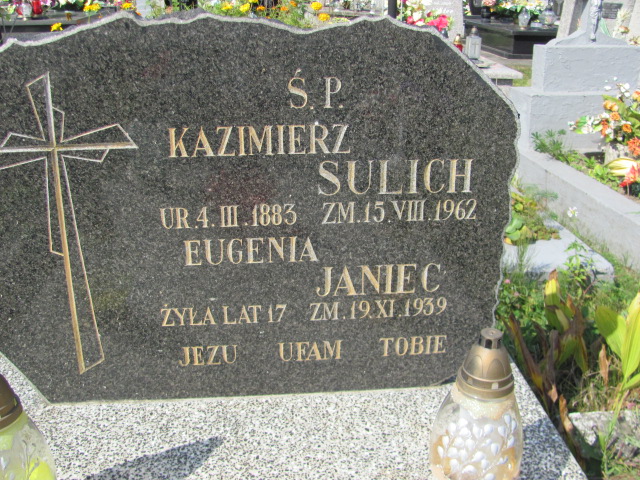 Ś.P.
KAZIMIERZ
SULICH
UR.4.III.1883 ZM.15.VIII.1962
EUGENIA
JANIEC
ŻYŁA LAT 17 ZM.19.XI.1939
JEZU UFAM TOBIE